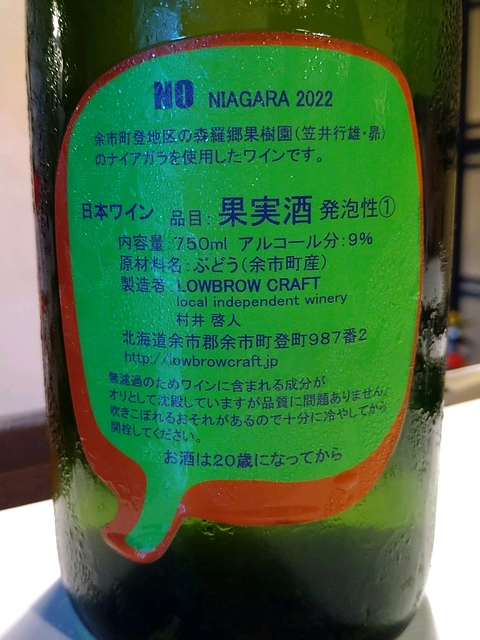 NO NIAGARA 2022
余市町登地区の森羅郷果樹園（笠井行雄・昴）
のナイアガラを使用したワインです。
日本ワイン 品目：果実酒 発泡性①
内容量：750ml アルコール分：9%
原材料名：ぶどう（余市町産）
製造者：LOWBROW CRAFT
local independent winery
村井 啓人
北海道余市郡余市町登町987番2
http://lowbrowcraft.jp
無濾過のためワインに含まれる成分が
オリとして沈殿していますが品質に問題ありません。
吹きこぼれるおそれがあるので十分に冷やしてから
開栓してください。
お酒は20歳になってから